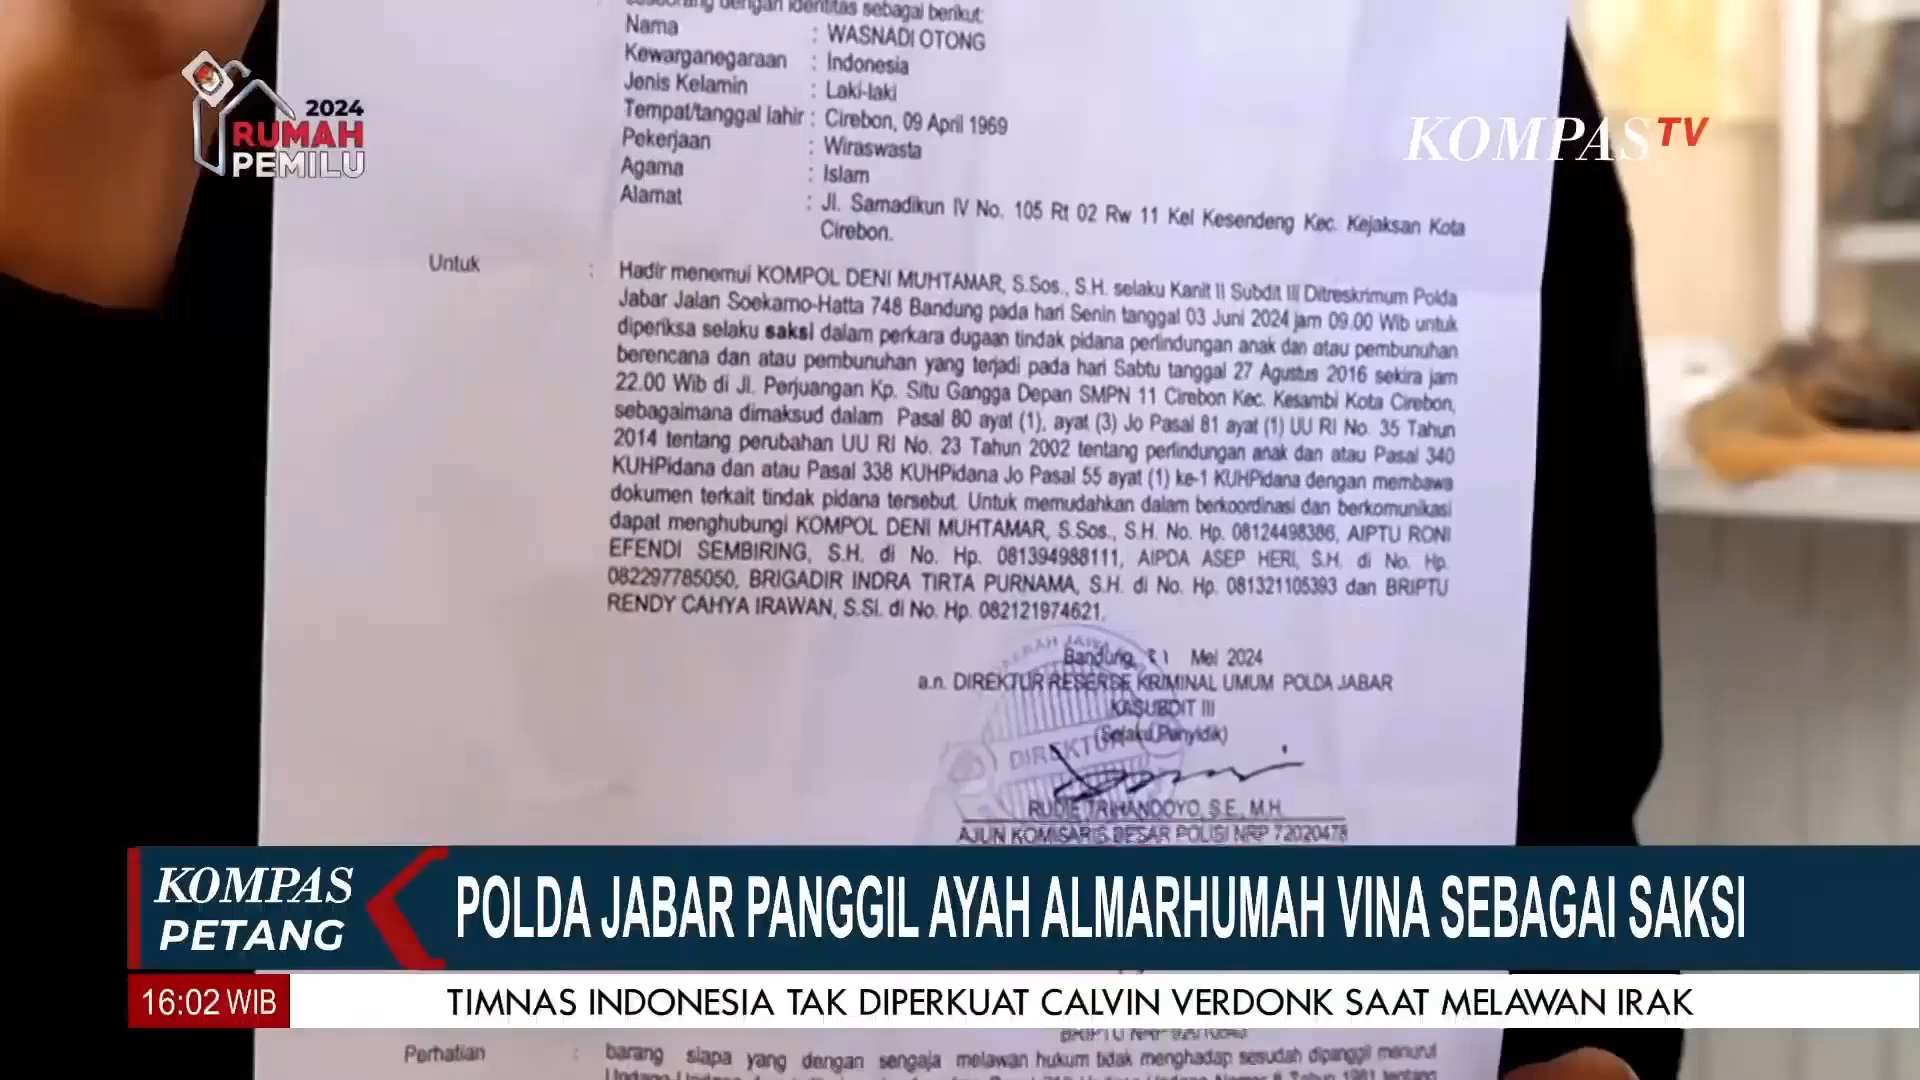 seseorang dengan identitas sebagai berikut:
Nama : WASNADI OTONG
Kewarganegaraan : Indonesia
Jenis Kelamin : Laki-laki
Tempat/tanggal lahir : Cirebon, 09 April 1969
Pekerjaan : Wiraswasta
Agama : Islam
Alamat : Jl. Samadikun IV No. 105 Rt 02 Rw 11 Kel Kesendeng Kec. Kejaksan Kota
Cirebon.
2024
RUMAH
PEMILU
KOMPAS TV
Untuk : Hadir menemui KOMPOL DENI MUHTAMAR, S.Sos., S.H. selaku Kanit II Subdit III Ditreskrimum Polda
Jabar Jalan Soekarno-Hatta 748 Bandung pada hari Senin tanggal 03 Juni 2024 jam 09.00 Wib untuk
diperiksa selaku saksi dalam perkara dugaan tindak pidana perlindungan anak dan atau pembunuhan
berencana dan atau pembunuhan yang terjadi pada hari Sabtu tanggal 27 Agustus 2016 sekira jam
22.00 Wib di Jl. Perjuangan Kp. Situ Gangga Depan SMPN 11 Cirebon Kec. Kesambi Kota Cirebon,
sebagaimana dimaksud dalam Pasal 80 ayat (1), ayat (3) Jo Pasal 81 ayat (1) UU RI No. 35 Tahun
2014 tentang perubahan UU RI No. 23 Tahun 2002 tentang perlindungan anak dan atau Pasal 340
KUHPidana dan atau Pasal 338 KUHPidana Jo Pasal 55 ayat (1) ke-1 KUHPidana dengan membawa
dokumen terkait tindak pidana tersebut. Untuk memudahkan dalam berkoordinasi dan berkomunikasi
dapat menghubungi KOMPOL DENI MUHTAMAR, S.Sos., S.H. No. Hp. 08124498386, AIPTU RONI
EFENDI SEMBIRING, S.H. di No. Hp. 081394988111, AIPDA ASEP HERI, S.H. di No. Hp.
082297785050, BRIGADIR INDRA TIRTA PURNAMA, S.H. di No. Hp. 081321105393 dan BRIPTU
RENDY CAHYA IRAWAN, S.SI. di No. Hp. 082121974621.
Bandung, 31 Mei 2024
a.n. DIREKTUR RESERSE KRIMINAL UMUM POLDA JABAR
KASUBDIT III
(Selaku Penyidik)
DIREKTUR
RUDIE TRIHANDOYO, S.E., M.H.
AJUN KOMISARIS BESAR POLISI NRP 72020478
KOMPAS
PETANG
POLDA JABAR PANGGIL AYAH ALMARHUMAH VINA SEBAGAI SAKSI
16:02 WIB
TIMNAS INDONESIA TAK DIPERKUAT CALVIN VERDONK SAAT MELAWAN IRAK
Perhatian : barang siapa yang dengan sengaja melawan hukum tidak menghadap sesudah dipanggil menurut